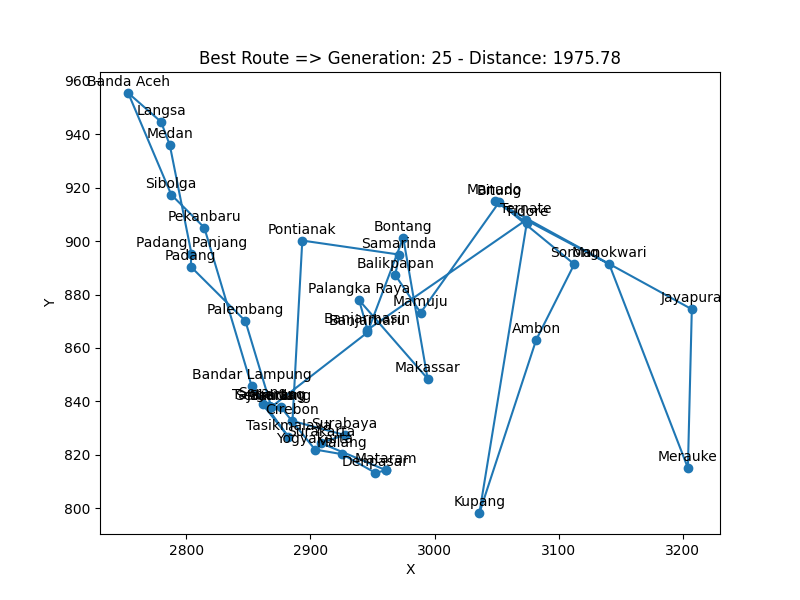 Best Route => Generation: 25 - Distance: 1975.78
960
Banda Aceh
Langsa
940
Medan
920
Sibolga
Manado
Bitung
Pekanbaru
Ternate
Tidore
900
Pontianak
Bontang
Padang Panjang
Samarinda
Padang
Sorong
Manokwari
Balikpapan
880
Palangka Raya
Mamuju
Jayapura
Palembang
Banjarmasin
Banjarbaru
Ambon
860
Makassar
Bandar Lampung
840
Cirebon
Tasikmalaya
Surabaya
Surakarta
Yogyakarta
Malang
820
Mataram
Denpasar
Merauke
800
Kupang
2800
2900
3000
3100
3200
X
Y